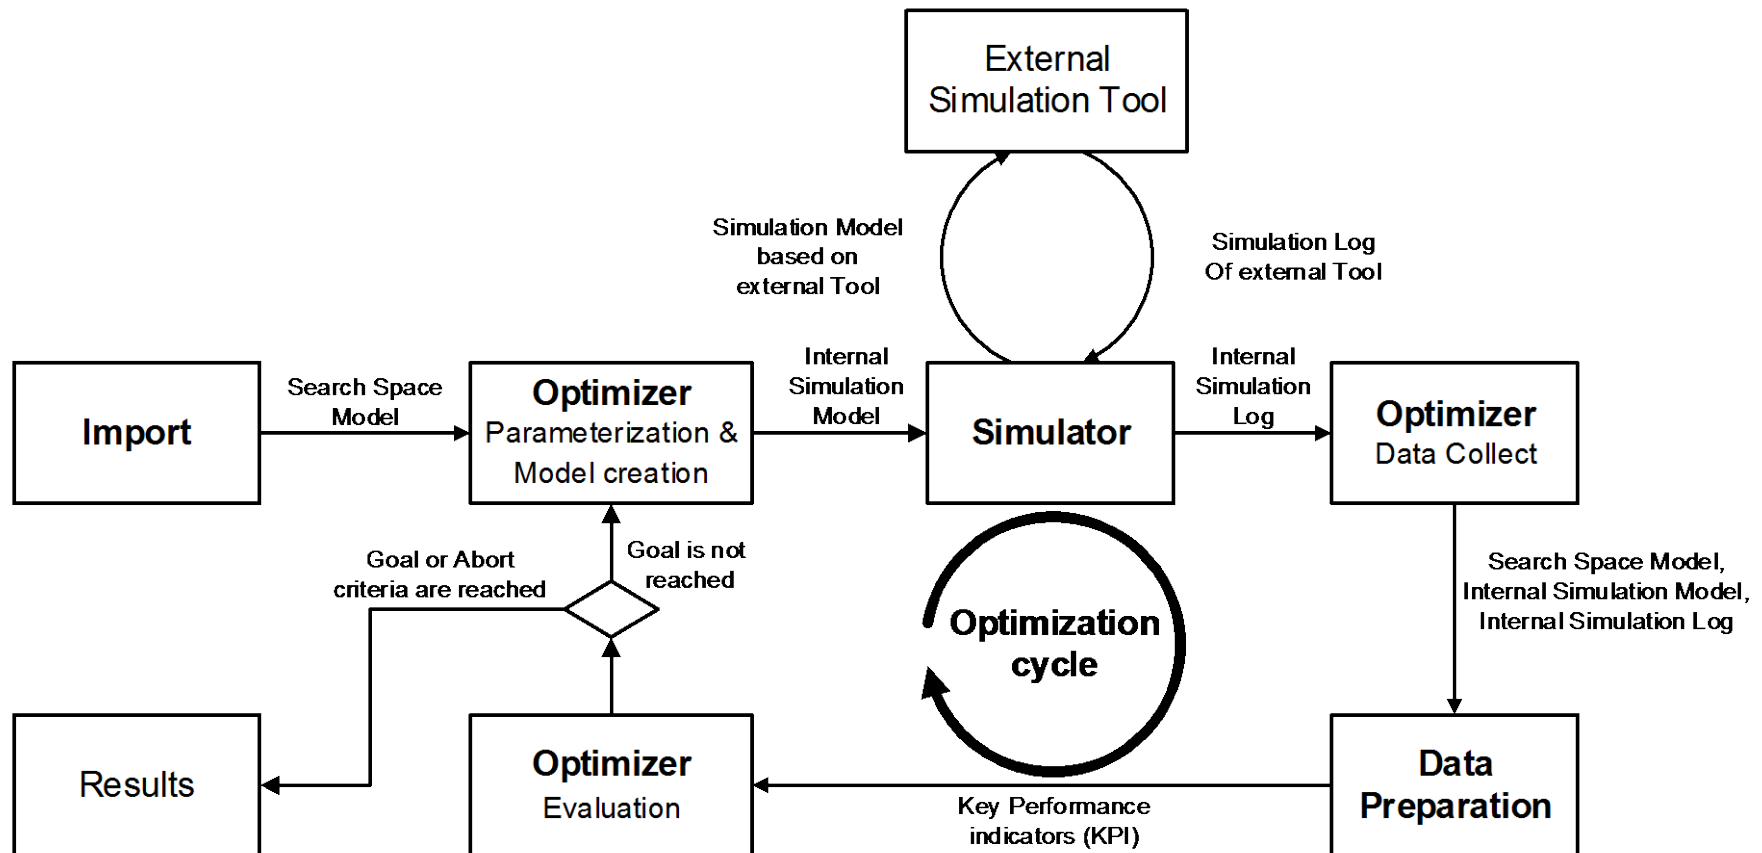 External
Simulation Tool
Simulation Model
based on
external Tool
Simulation Log
Of external Tool
Import
Search Space
Model
Optimizer
Parameterization &
Model creation
Internal
Simulation
Model
Simulator
Internal
Simulation
Log
Optimizer
Data Collect
Goal or Abort
criteria are reached
Goal is not
reached
Optimization
cycle
Search Space Model,
Internal Simulation Model,
Internal Simulation Log
Results
Optimizer
Evaluation
Key Performance
indicators (KPI)
Data
Preparation